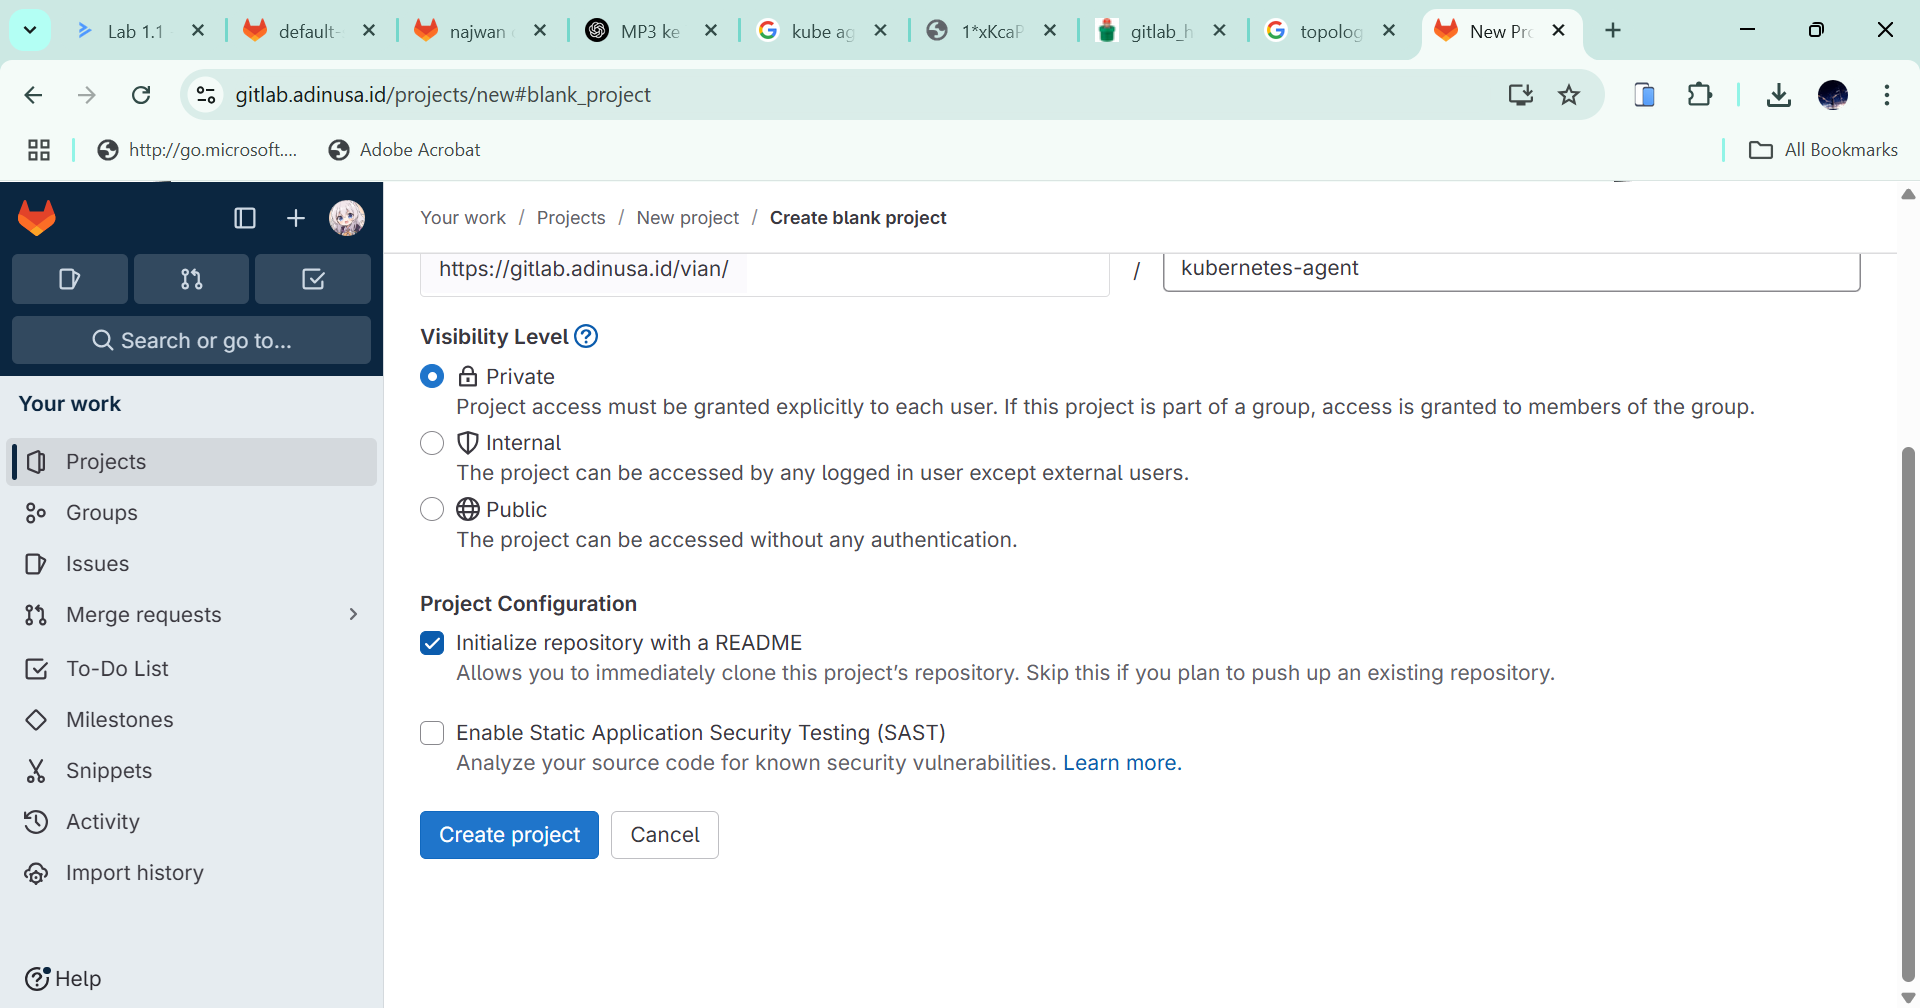 Lab 1.1
default-
najwan
MP3 ke
kube ag
1*xKcaP
gitlab_h
topolog
New Pro
gitlab.adinusa.id/projects/new#blank_project
http://go.microsoft....
Adobe Acrobat
All Bookmarks
Your work / Projects / New project / Create blank project
Search or go to...
Your work
Projects
Groups
Issues
Merge requests
To-Do List
Milestones
Snippets
Activity
Import history
Help
https://gitlab.adinusa.id/vian/ / kubernetes-agent
Visibility Level
Private
Project access must be granted explicitly to each user. If this project is part of a group, access is granted to members of the group.
Internal
The project can be accessed by any logged in user except external users.
Public
The project can be accessed without any authentication.
Project Configuration
Initialize repository with a README
Allows you to immediately clone this project’s repository. Skip this if you plan to push up an existing repository.
Enable Static Application Security Testing (SAST)
Analyze your source code for known security vulnerabilities. Learn more.
Create project
Cancel